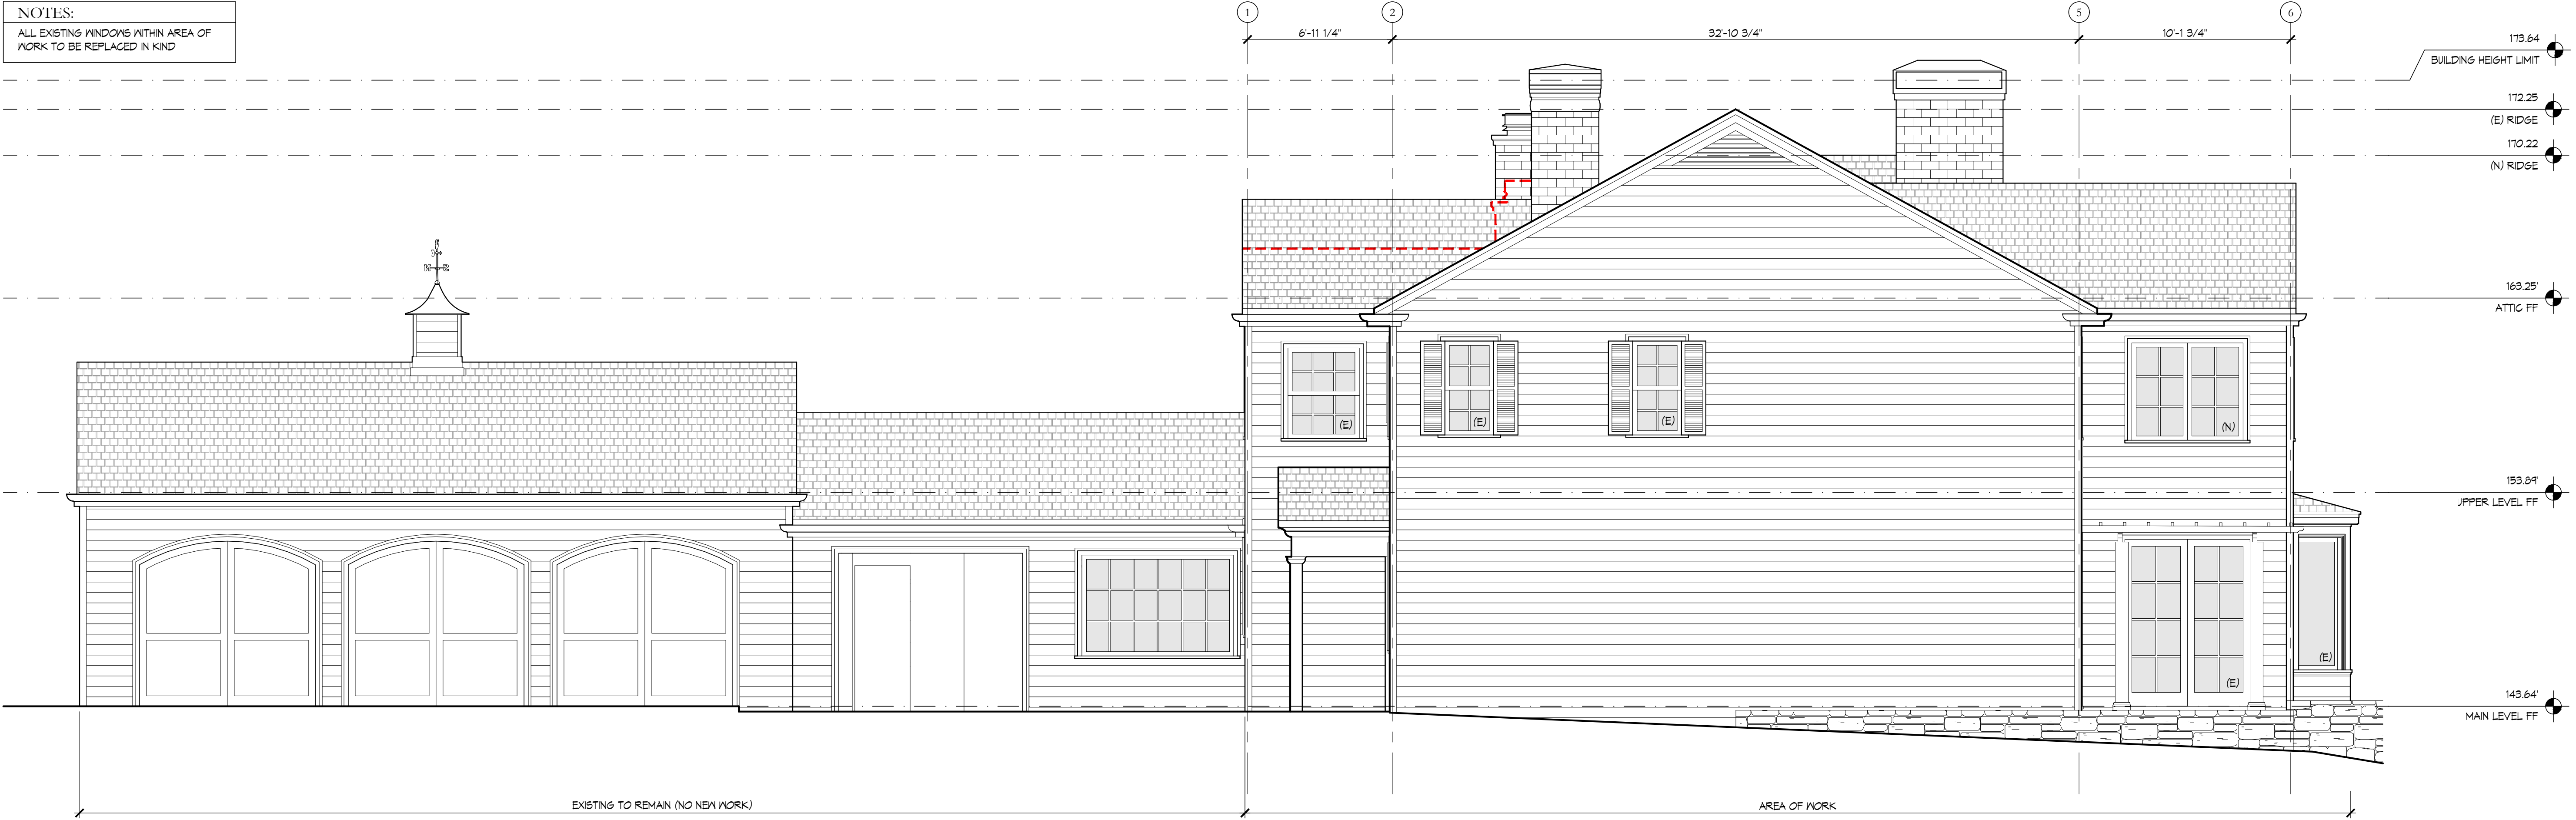 NOTES:
ALL EXISTING WINDOWS WITHIN AREA OF
WORK TO BE REPLACED IN KIND
1
2
5
6
6'-11 1/4"
32'-10 3/4"
10'-1 3/4"
173.64
BUILDING HEIGHT LIMIT
172.25
(E) RIDGE
170.22
(N) RIDGE
163.25'
ATTIC FF
N S
(E)
(E)
(E)
(N)
153.89'
UPPER LEVEL FF
(E)
(E)
143.64'
MAIN LEVEL FF
EXISTING TO REMAIN (NO NEW WORK)
AREA OF WORK